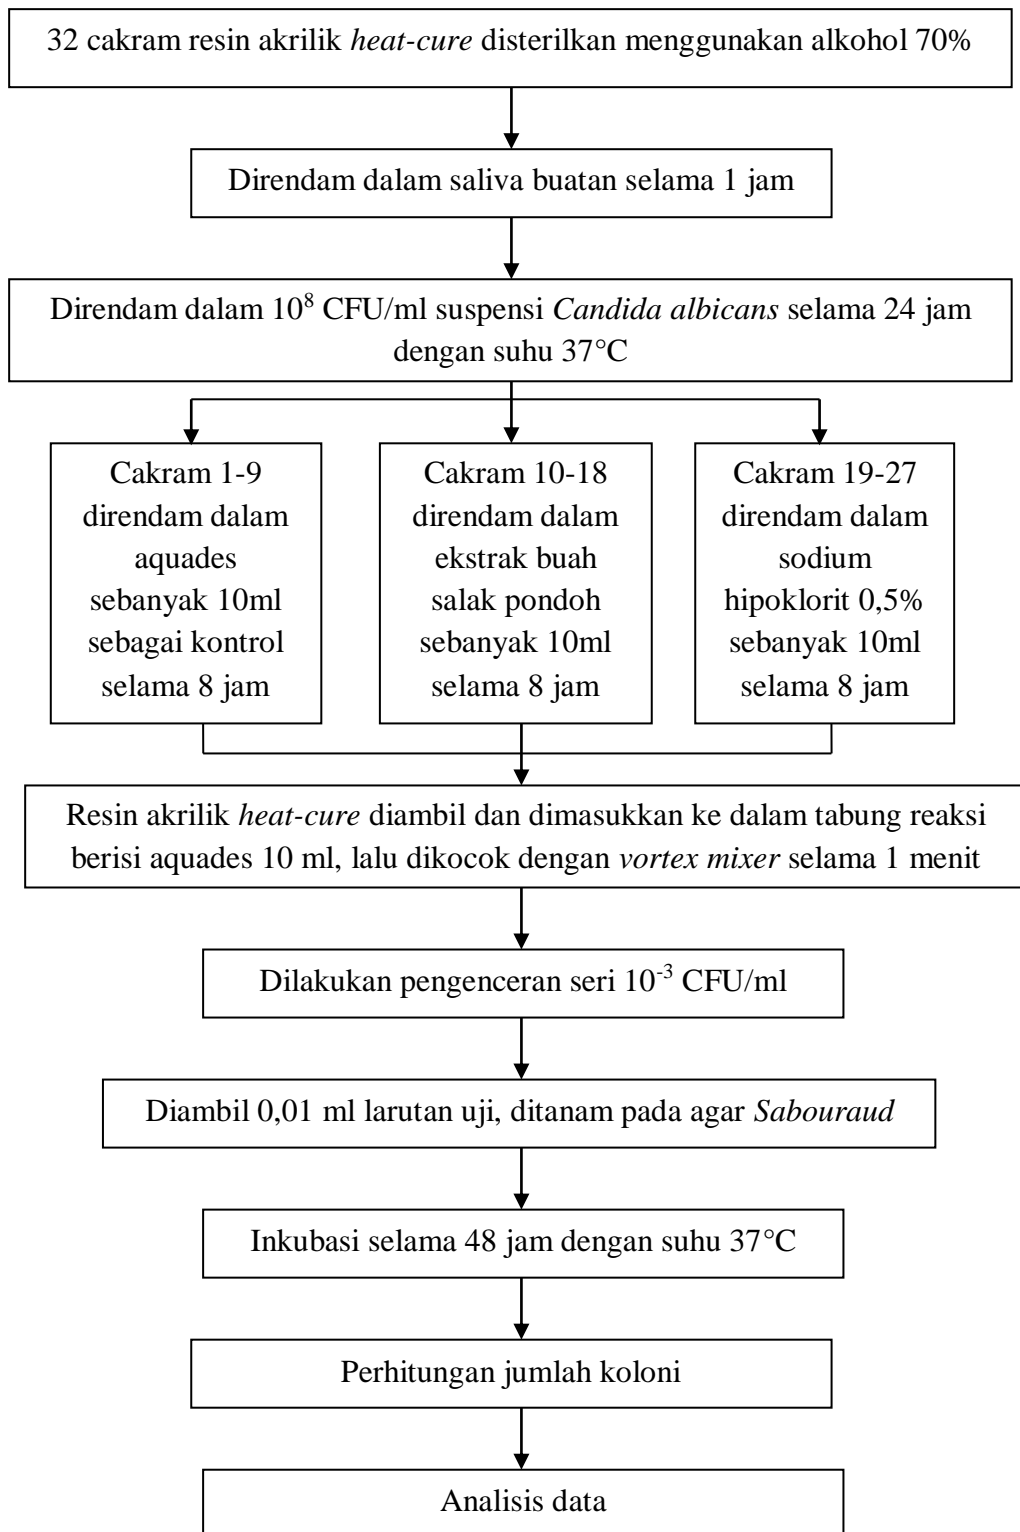 32 cakram resin akrilik heat-cure disterilkan menggunakan alkohol 70%
Direndam dalam saliva buatan selama 1 jam
Direndam dalam 10⁸ CFU/ml suspensi Candida albicans selama 24 jam
dengan suhu 37°C
Cakram 1-9
direndam dalam
aquades
sebanyak 10ml
sebagai kontrol
selama 8 jam
Cakram 10-18
direndam dalam
ekstrak buah
salak pondoh
sebanyak 10ml
selama 8 jam
Cakram 19-27
direndam dalam
sodium
hipoklorit 0,5%
sebanyak 10ml
selama 8 jam
Resin akrilik heat-cure diambil dan dimasukkan ke dalam tabung reaksi
berisi aquades 10 ml, lalu dikocok dengan vortex mixer selama 1 menit
Dilakukan pengenceran seri 10⁻³ CFU/ml
Diambil 0,01 ml larutan uji, ditanam pada agar Sabouraud
Inkubasi selama 48 jam dengan suhu 37°C
Perhitungan jumlah koloni
Analisis data